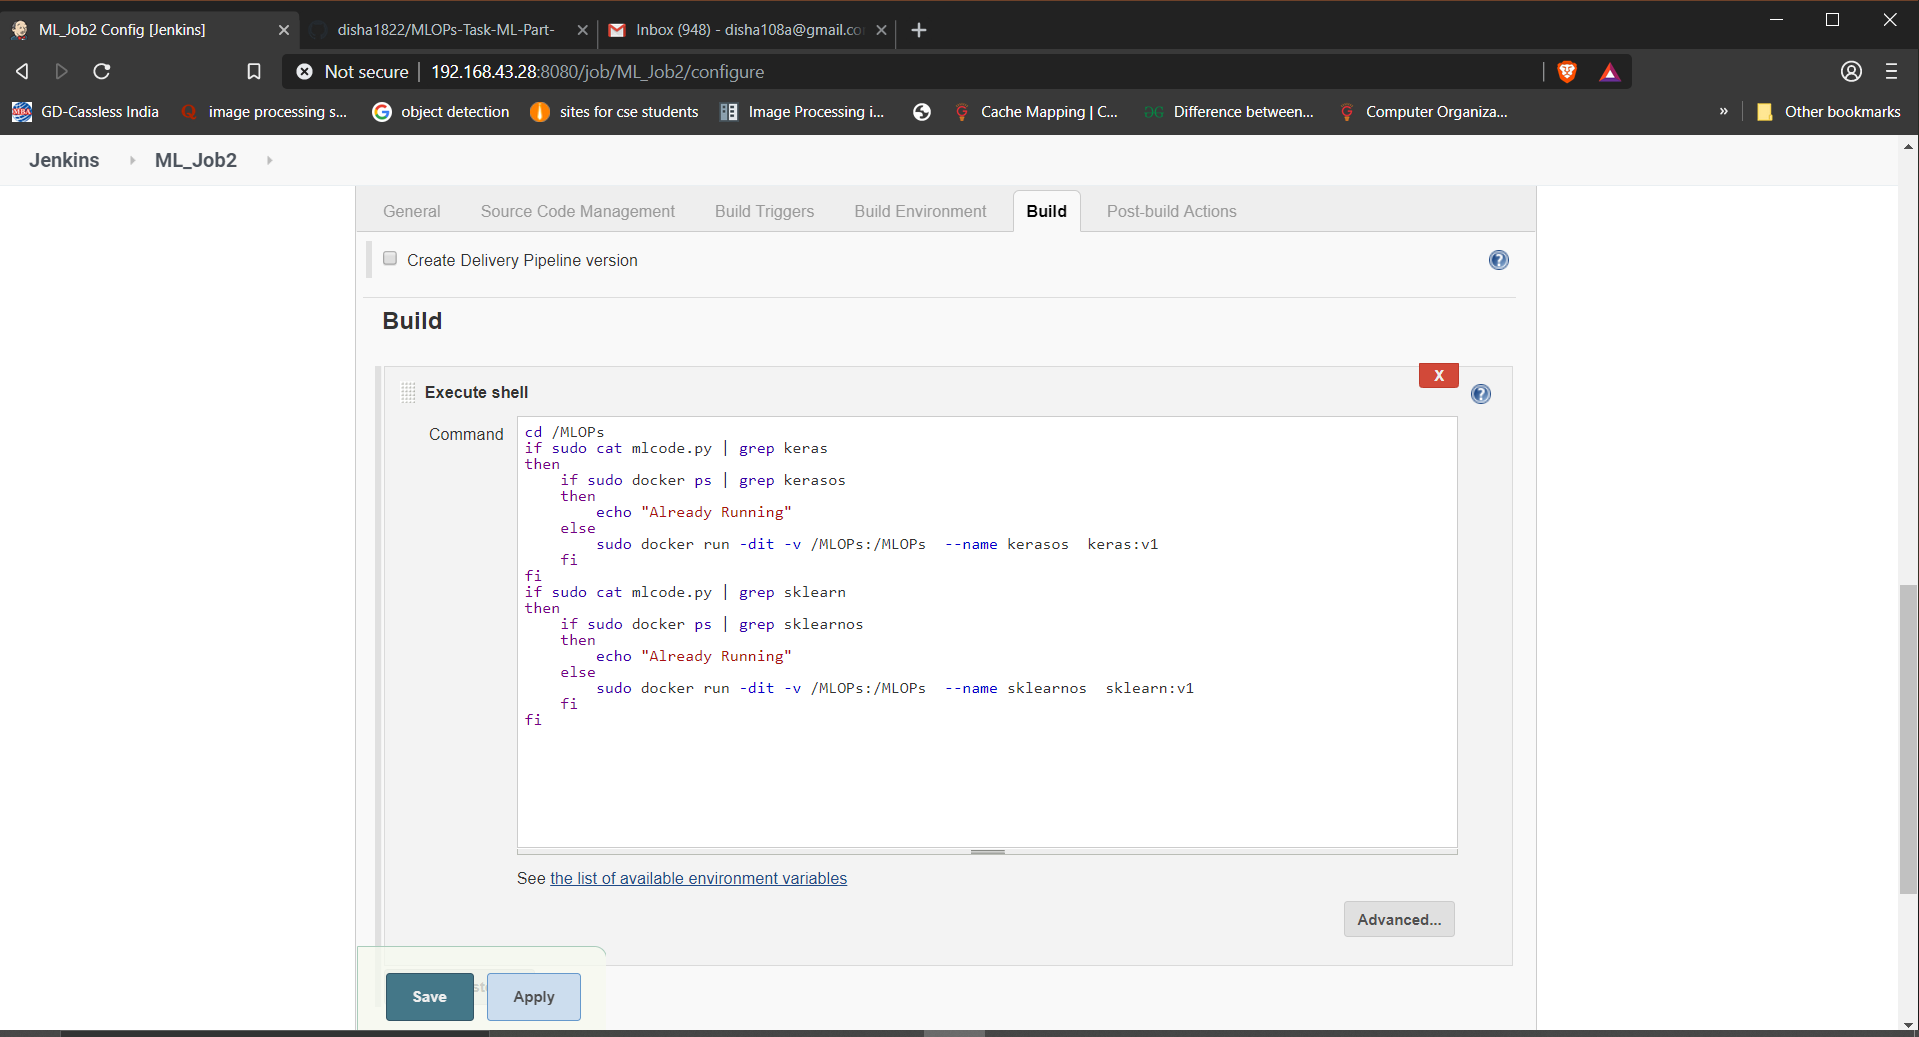 ML_Job2 Config [Jenkins]
disha1822/MLOPs-Task-ML-Part-
Inbox (948) - disha108a@gmail.co
Not secure
192.168.43.28:8080/job/ML_Job2/configure
GD-Cassless India
image processing s...
object detection
sites for cse students
Image Processing i...
Cache Mapping | C...
Difference between...
Computer Organiza...
»
Other bookmarks
Jenkins
ML_Job2
General
Source Code Management
Build Triggers
Build Environment
Build
Post-build Actions
Create Delivery Pipeline version
Build
X
Execute shell
Command
cd /MLOPs
if sudo cat mlcode.py | grep keras
then
    if sudo docker ps | grep kerasos
    then
        echo "Already Running"
    else
        sudo docker run -dit -v /MLOPs:/MLOPs  --name kerasos  keras:v1
    fi
fi
if sudo cat mlcode.py | grep sklearn
then
    if sudo docker ps | grep sklearnos
    then
        echo "Already Running"
    else
        sudo docker run -dit -v /MLOPs:/MLOPs  --name sklearnos  sklearn:v1
    fi
fi
See the list of available environment variables
Advanced...
Save
Apply